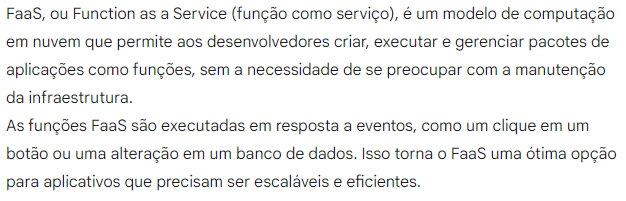 FaaS, ou Function as a Service (função como serviço), é um modelo de computação
em nuvem que permite aos desenvolvedores criar, executar e gerenciar pacotes de
aplicações como funções, sem a necessidade de se preocupar com a manutenção
da infraestrutura.
As funções FaaS são executadas em resposta a eventos, como um clique em um
botão ou uma alteração em um banco de dados. Isso torna o FaaS uma ótima opção
para aplicativos que precisam ser escaláveis e eficientes.